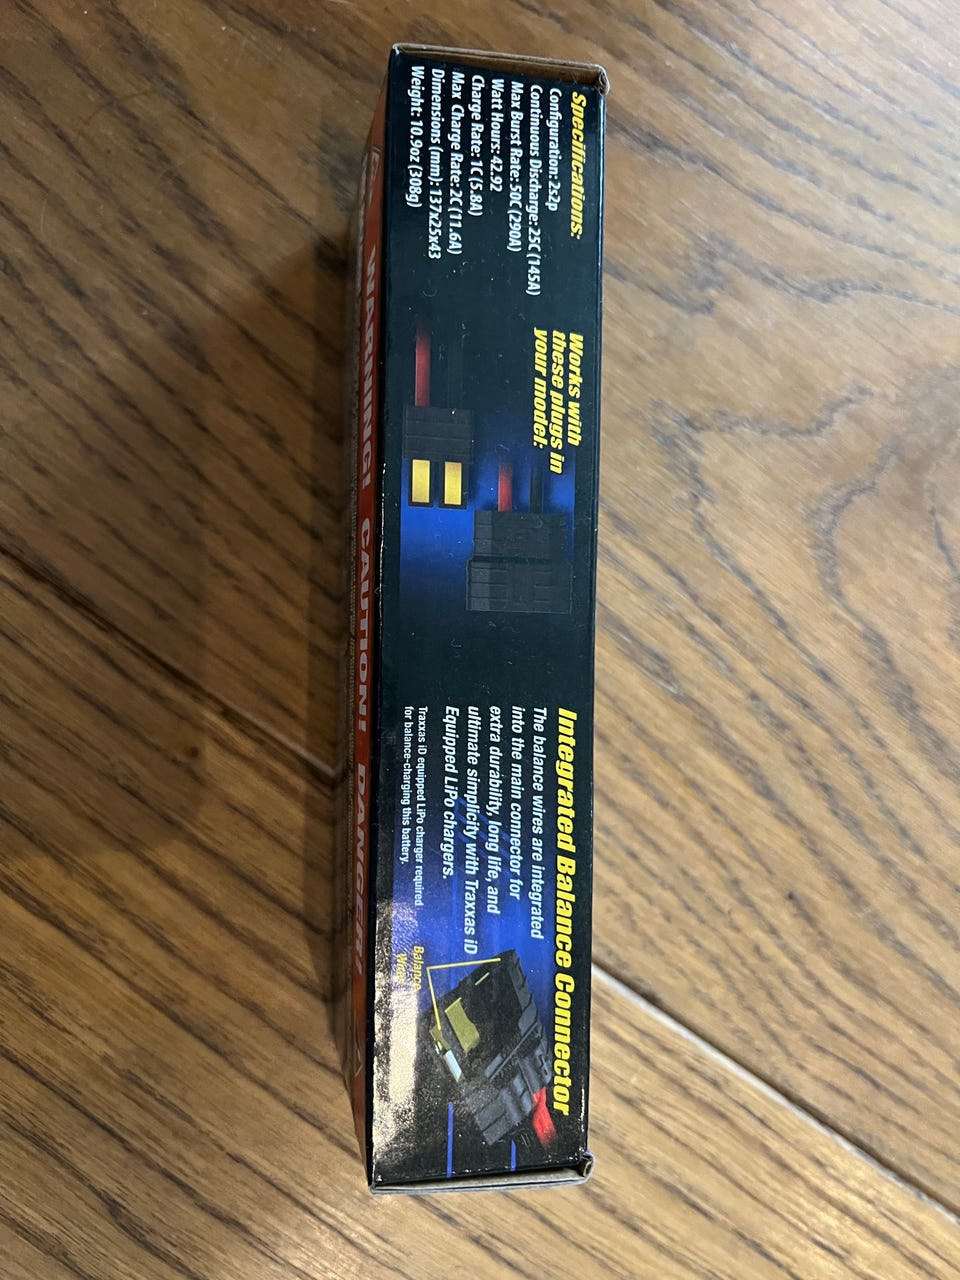 Specifications:
Configuration: 2s2p
Continuous Discharge: 25C (145A)
Max Burst Rate: 50C (290A)
Watt Hours: 42.92
Charge Rate: 1C (5.8A)
Max Charge Rate: 2C (11.6A)
Dimensions (mm): 137x25x43
Weight: 10.9oz (308g)
Works with
these plugs in
your model:
Integrated Balance Connector
The balance wires are integrated
into the main connector for
extra durability, long life, and
ultimate simplicity with Traxxas iD
Equipped LiPo chargers.
Traxxas iD equipped LiPo charger required
for balance-charging this battery.
Balance
WARNING! CAUTION! DANGER!